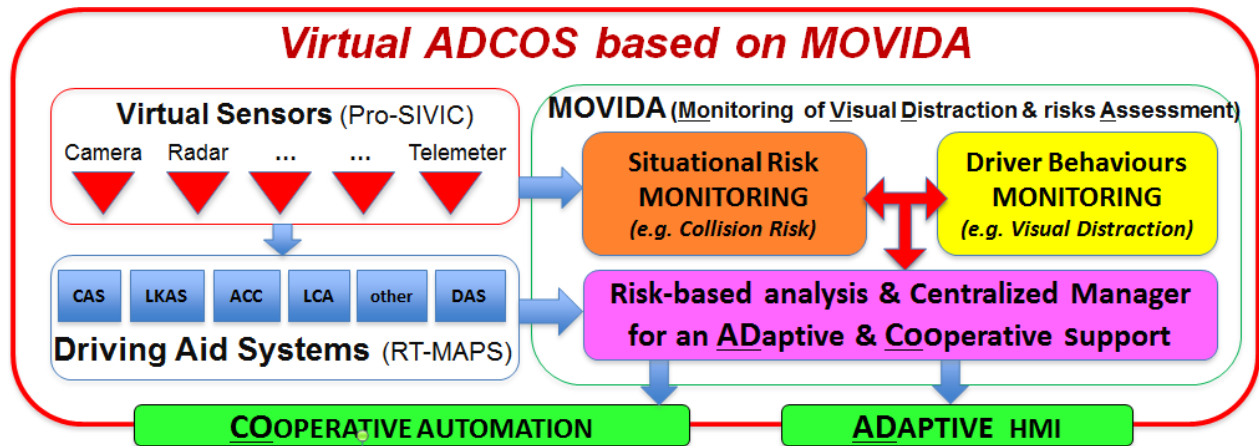 Virtual ADCOS based on MOVIDA
Virtual Sensors (Pro-SIVIC)
Camera Radar ... ... Telemeter
MOVIDA (Monitoring of Visual Distraction & risks Assessment)
Situational Risk
MONITORING
(e.g. Collision Risk)
Driver Behaviours
MONITORING
(e.g. Visual Distraction)
CAS LKAS ACC LCA other DAS
Driving Aid Systems (RT-MAPS)
Risk-based analysis & Centralized Manager
for an ADaptive & CoOperative support
COOPERATIVE AUTOMATION
ADAPTIVE HMI